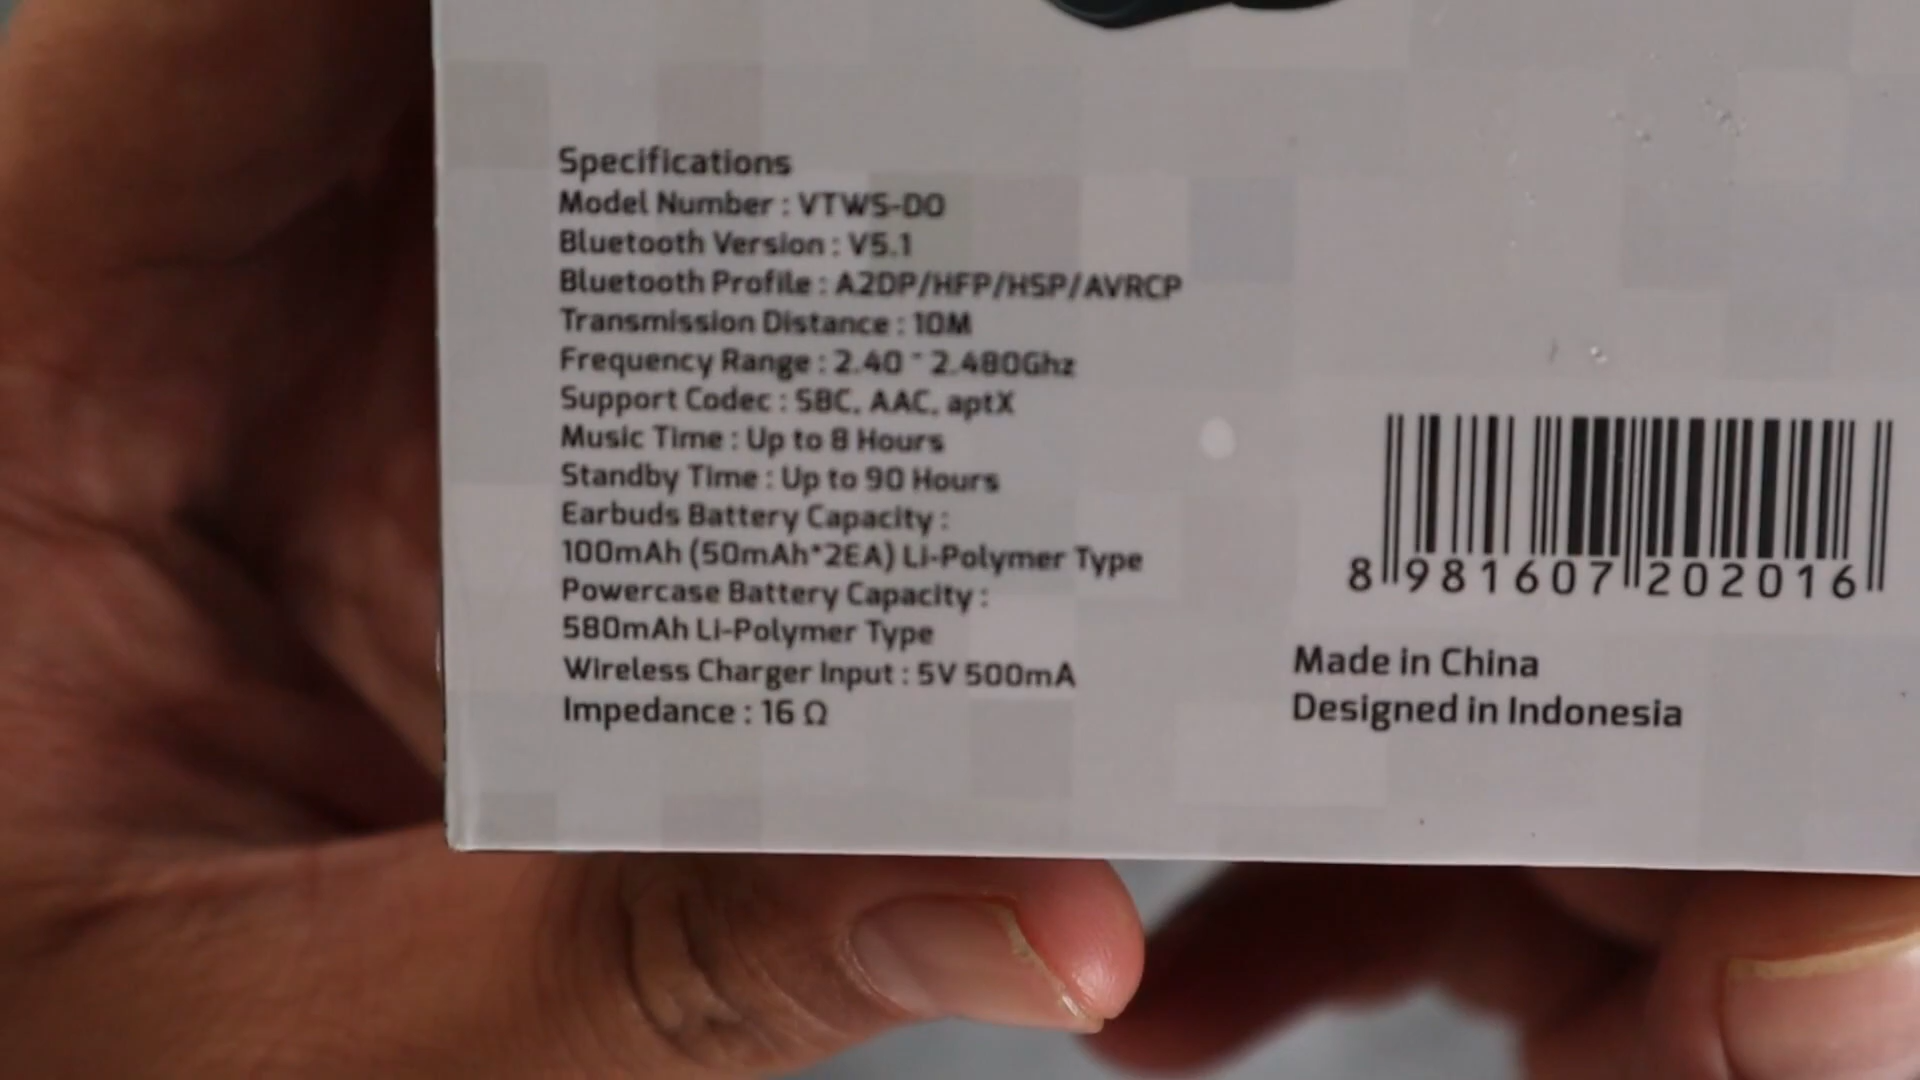 Specifications
Model Number : VTWS-DO
Bluetooth Version : V5.1
Bluetooth Profile : A2DP/HFP/HSP/AVRCP
Transmission Distance : 10M
Frequency Range : 2.40 ~ 2.480Ghz
Support Codec : SBC, AAC, aptX
Music Time : Up to 8 Hours
Standby Time : Up to 90 Hours
Earbuds Battery Capacity :
100mAh (50mAh*2EA) Li-Polymer Type
Powercase Battery Capacity :
580mAh Li-Polymer Type
Wireless Charger Input : 5V 500mA
Impedance : 16 Ω
8 981607 202016
Made in China
Designed in Indonesia